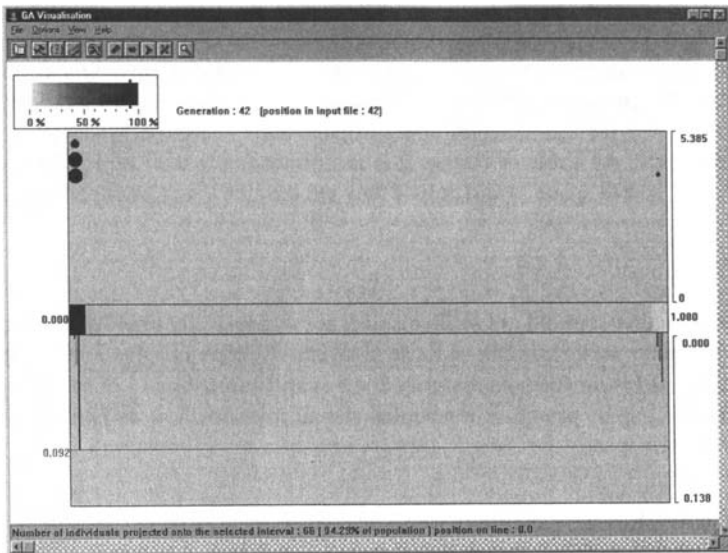 GA Visualisation
File Options View Help
0 % 50 % 100 %
Generation : 42 [position in input file : 42]
5.385
0
0.000
1.000
0.000
0.092
0.138
Number of individuals projected onto the selected interval : 66 [ 94.29% of population ] position on line : 0.0